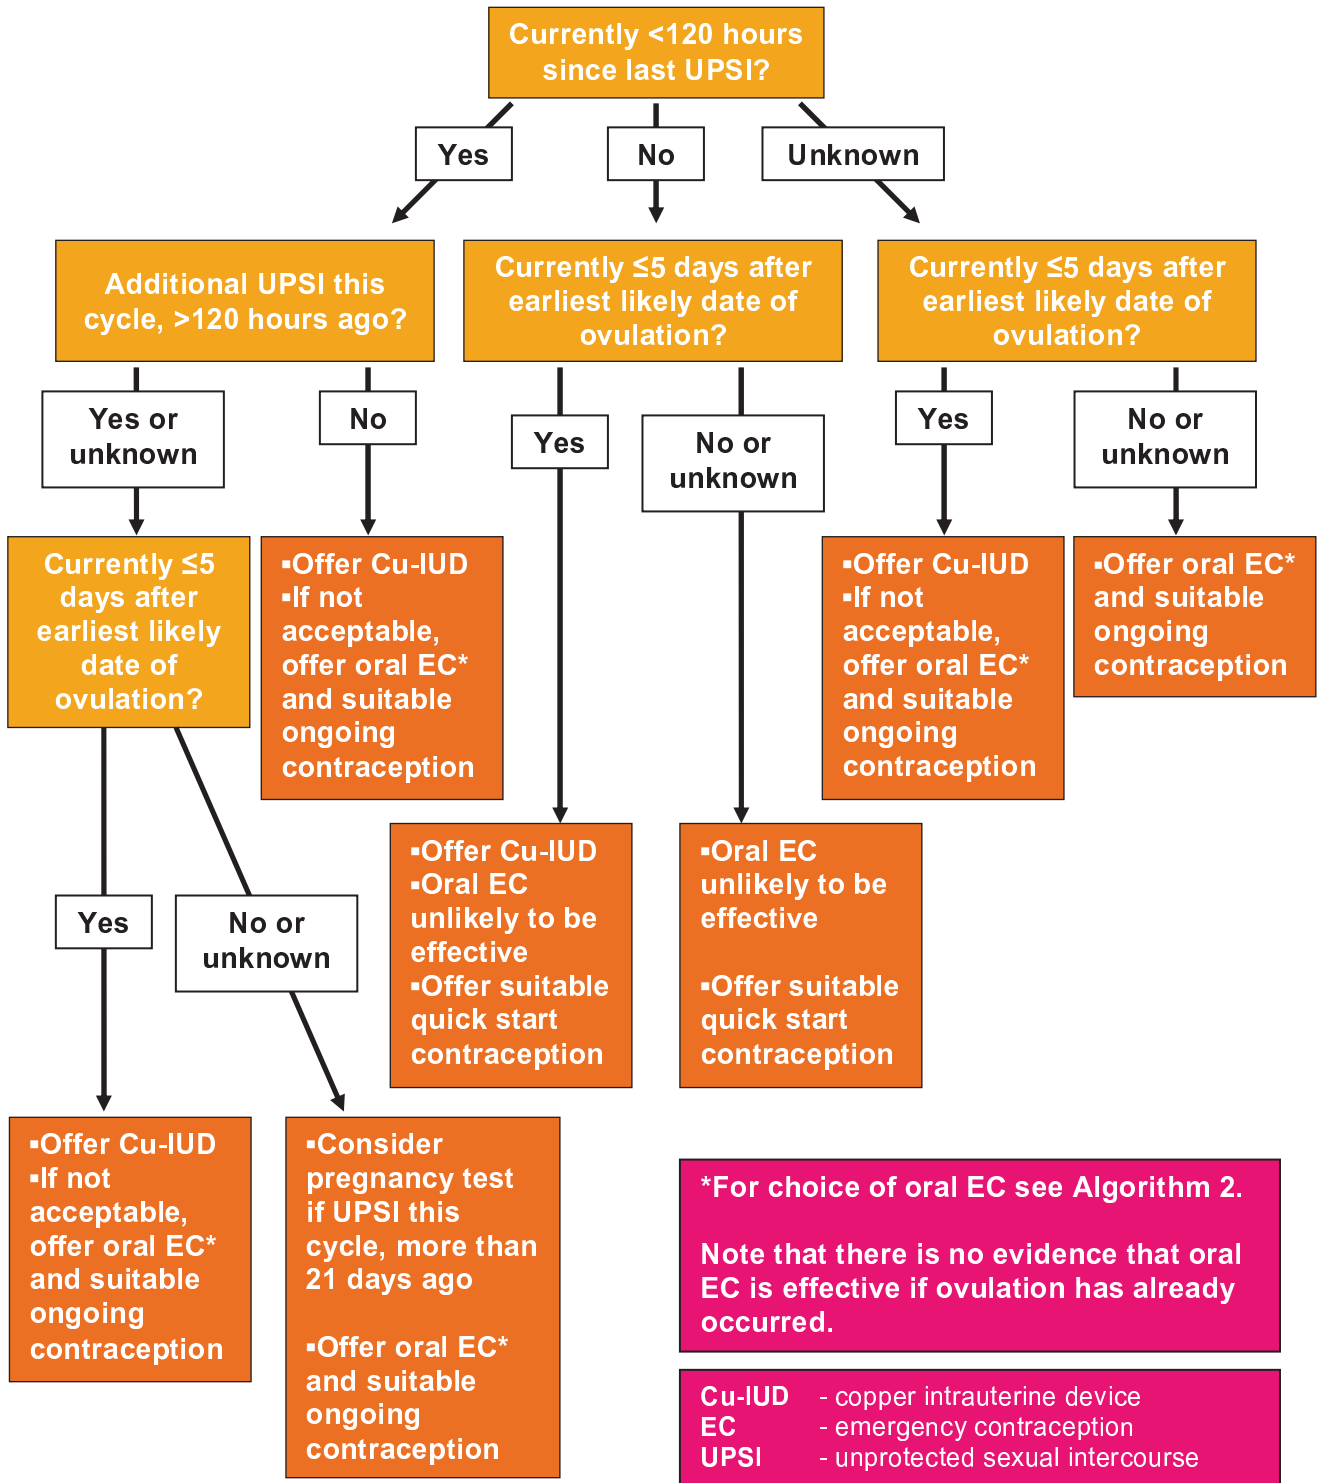 Currently <120 hours
since last UPSI?
Yes
No
Unknown
Additional UPSI this
cycle, >120 hours ago?
Currently ≤5 days after
earliest likely date of
ovulation?
Currently ≤5 days after
earliest likely date of
ovulation?
Yes or
unknown
No
Yes
No or
unknown
Yes
No or
unknown
Currently ≤5
days after
earliest likely
date of
ovulation?
▪Offer Cu-IUD
▪If not
acceptable,
offer oral EC*
and suitable
ongoing
contraception
▪Offer Cu-IUD
▪If not
acceptable,
offer oral EC*
and suitable
ongoing
contraception
▪Offer oral EC*
and suitable
ongoing
contraception
▪Offer Cu-IUD
▪Oral EC
unlikely to be
effective
▪Offer suitable
quick start
contraception
▪Oral EC
unlikely to be
effective
▪Offer suitable
quick start
contraception
Yes
No or
unknown
▪Offer Cu-IUD
▪If not
acceptable,
offer oral EC*
and suitable
ongoing
contraception
▪Consider
pregnancy test
if UPSI this
cycle, more than
21 days ago
▪Offer oral EC*
and suitable
ongoing
contraception
*For choice of oral EC see Algorithm 2.
Note that there is no evidence that oral
EC is effective if ovulation has already
occurred.
Cu-IUD - copper intrauterine device
EC - emergency contraception
UPSI - unprotected sexual intercourse